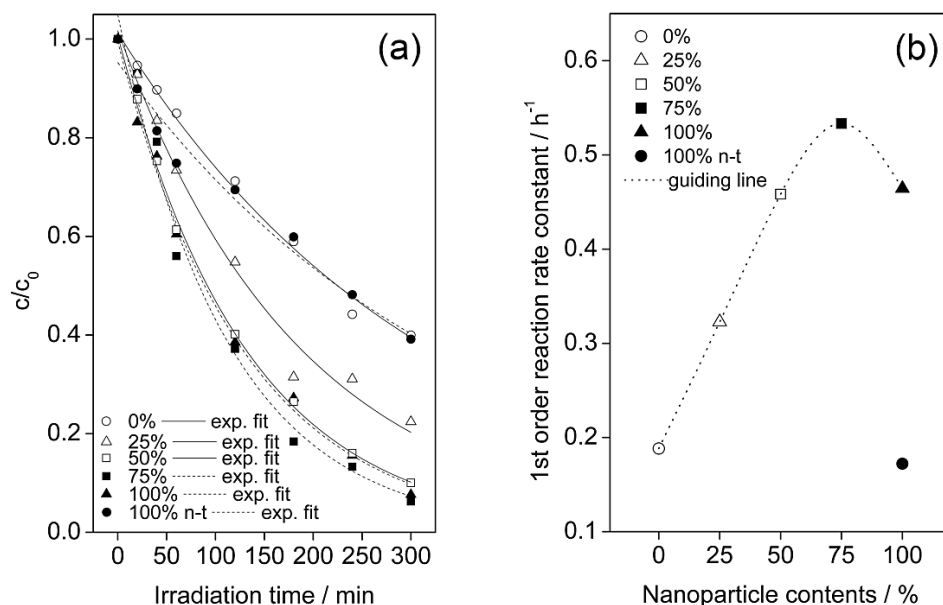 (a)
1.0
0.8
0.6
0.4
0.2
0.0
c/c0
0% exp. fit
25% exp. fit
50% exp. fit
75% exp. fit
100% exp. fit
100% n-t exp. fit
0 50 100 150 200 250 300
Irradiation time / min
(b)
0%
25%
50%
75%
100%
100% n-t
guiding line
0.6
0.5
0.4
0.3
0.2
0.1
1st order reaction rate constant / h⁻¹
0 25 50 75 100
Nanoparticle contents / %